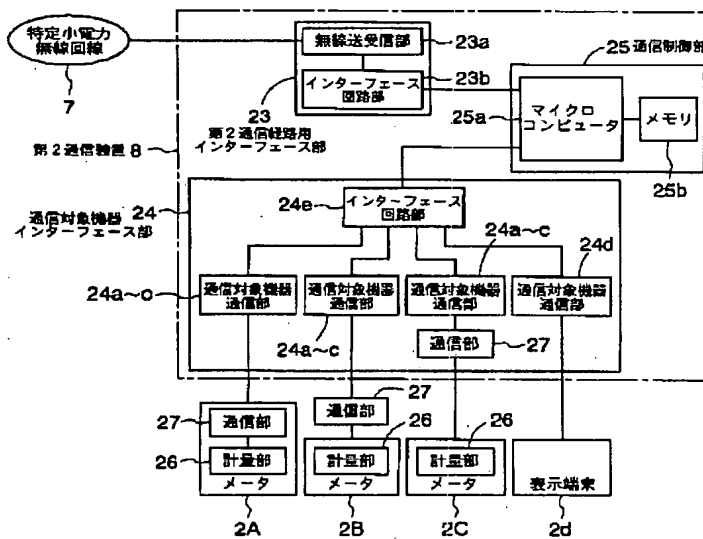 特定小電力
無線回線
7
無線送受信部
23a
インターフェース
回路部
23b
23
第2通信経路用
インターフェース部
25 通信制御部
マイクロ
コンピュータ
25a
メモリ
25b
第2通信装置 8
通信対象機器
インターフェース部
24
24e
インターフェース
回路部
24a~c
24d
24a~c
通信対象機器
通信部
通信対象機器
通信部
通信対象機器
通信部
通信対象機器
通信部
24a~c
通信部
27
27
通信部
26
計量部
メータ
2A
27
通信部
26
計量部
メータ
2B
26
計量部
メータ
2C
表示端末
2d